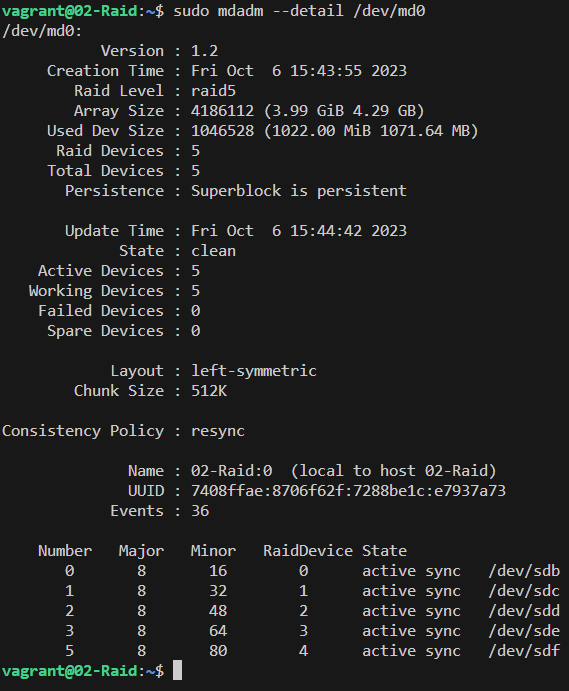 vagrant@02-Raid:~$ sudo mdadm --detail /dev/md0
/dev/md0:
Version : 1.2
Creation Time : Fri Oct  6 15:43:55 2023
Raid Level : raid5
Array Size : 4186112 (3.99 GiB 4.29 GB)
Used Dev Size : 1046528 (1022.00 MiB 1071.64 MB)
Raid Devices : 5
Total Devices : 5
Persistence : Superblock is persistent
Update Time : Fri Oct  6 15:44:42 2023
State : clean
Active Devices : 5
Working Devices : 5
Failed Devices : 0
Spare Devices : 0
Layout : left-symmetric
Chunk Size : 512K
Consistency Policy : resync
Name : 02-Raid:0  (local to host 02-Raid)
UUID : 7408ffae:8706f62f:7288be1c:e7937a73
Events : 36
Number   Major   Minor   RaidDevice State
0       8       16        0      active sync   /dev/sdb
1       8       32        1      active sync   /dev/sdc
2       8       48        2      active sync   /dev/sdd
3       8       64        3      active sync   /dev/sde
5       8       80        4      active sync   /dev/sdf
vagrant@02-Raid:~$